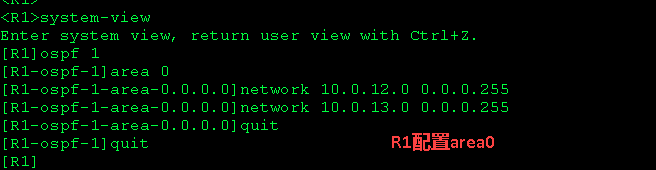 <R1>
<R1>system-view
Enter system view, return user view with Ctrl+Z.
[R1]ospf 1
[R1-ospf-1]area 0
[R1-ospf-1-area-0.0.0.0]network 10.0.12.0 0.0.0.255
[R1-ospf-1-area-0.0.0.0]network 10.0.13.0 0.0.0.255
[R1-ospf-1-area-0.0.0.0]quit
[R1-ospf-1]quit
R1配置area0
[R1]